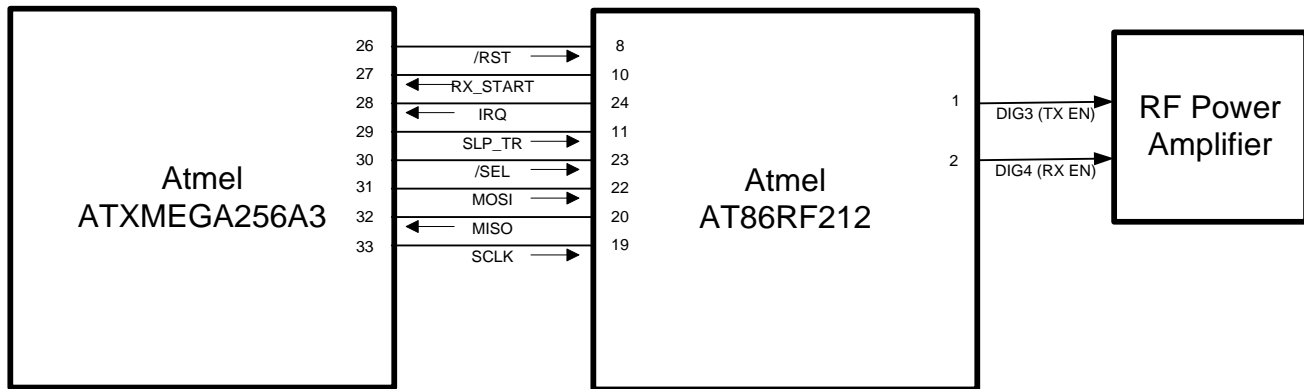 26
8
/RST
27
10
RX_START
28
24
IRQ
29
11
SLP_TR
30
23
/SEL
31
22
MOSI
32
20
MISO
33
19
SCLK
Atmel
ATXMEGA256A3
Atmel
AT86RF212
1
DIG3 (TX EN)
2
DIG4 (RX EN)
RF Power
Amplifier